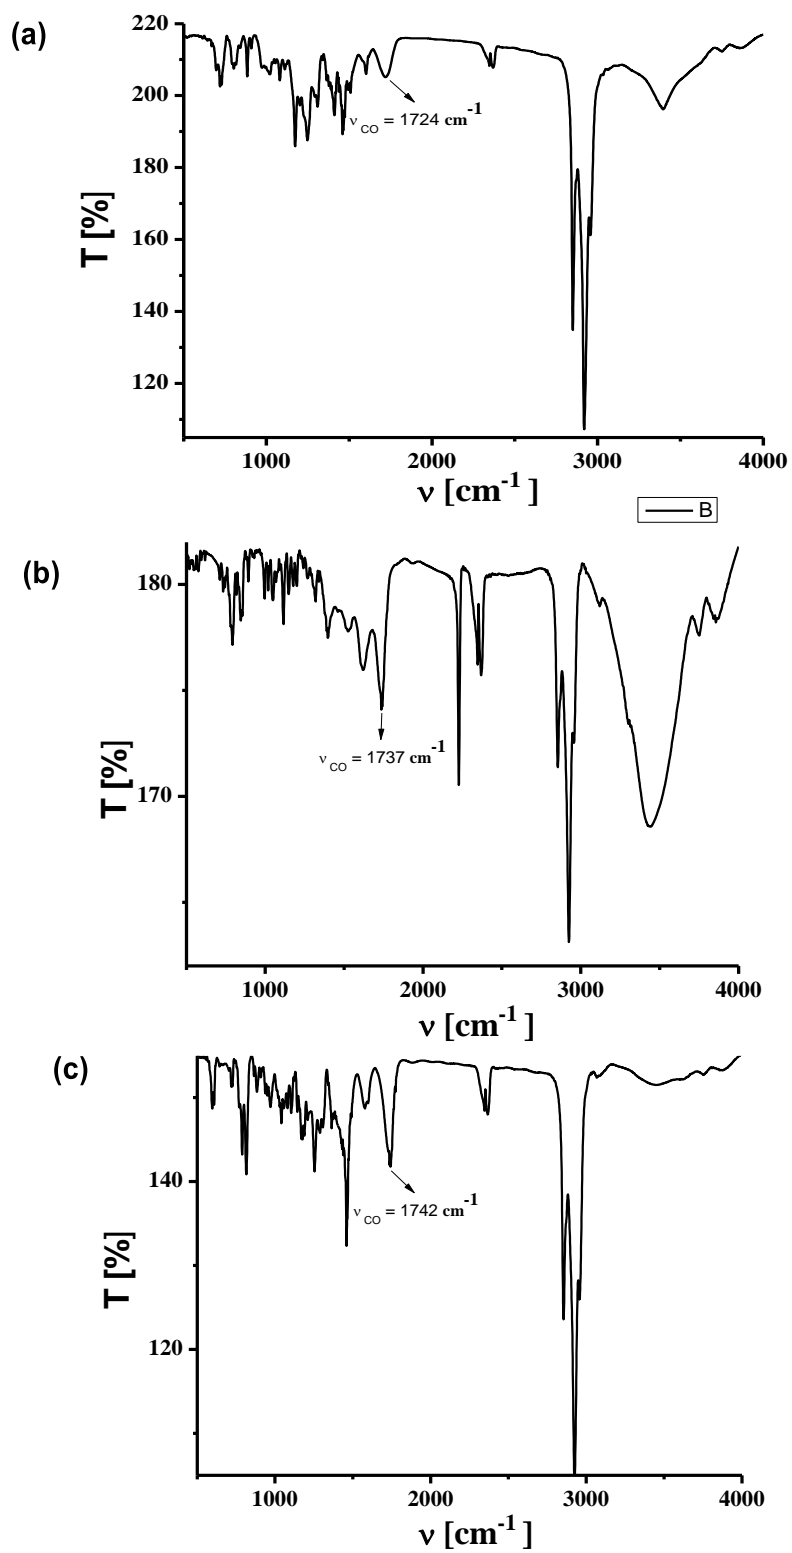 (a)
220
200
180
160
140
120
T [%]
ν CO = 1724 cm-1
1000 2000 3000 4000
ν [cm-1 ]
B
(b)
180
170
T [%]
ν CO = 1737 cm-1
1000 2000 3000 4000
ν [cm-1 ]
(c)
140
120
T [%]
ν CO = 1742 cm-1
1000 2000 3000 4000
ν [cm-1 ]